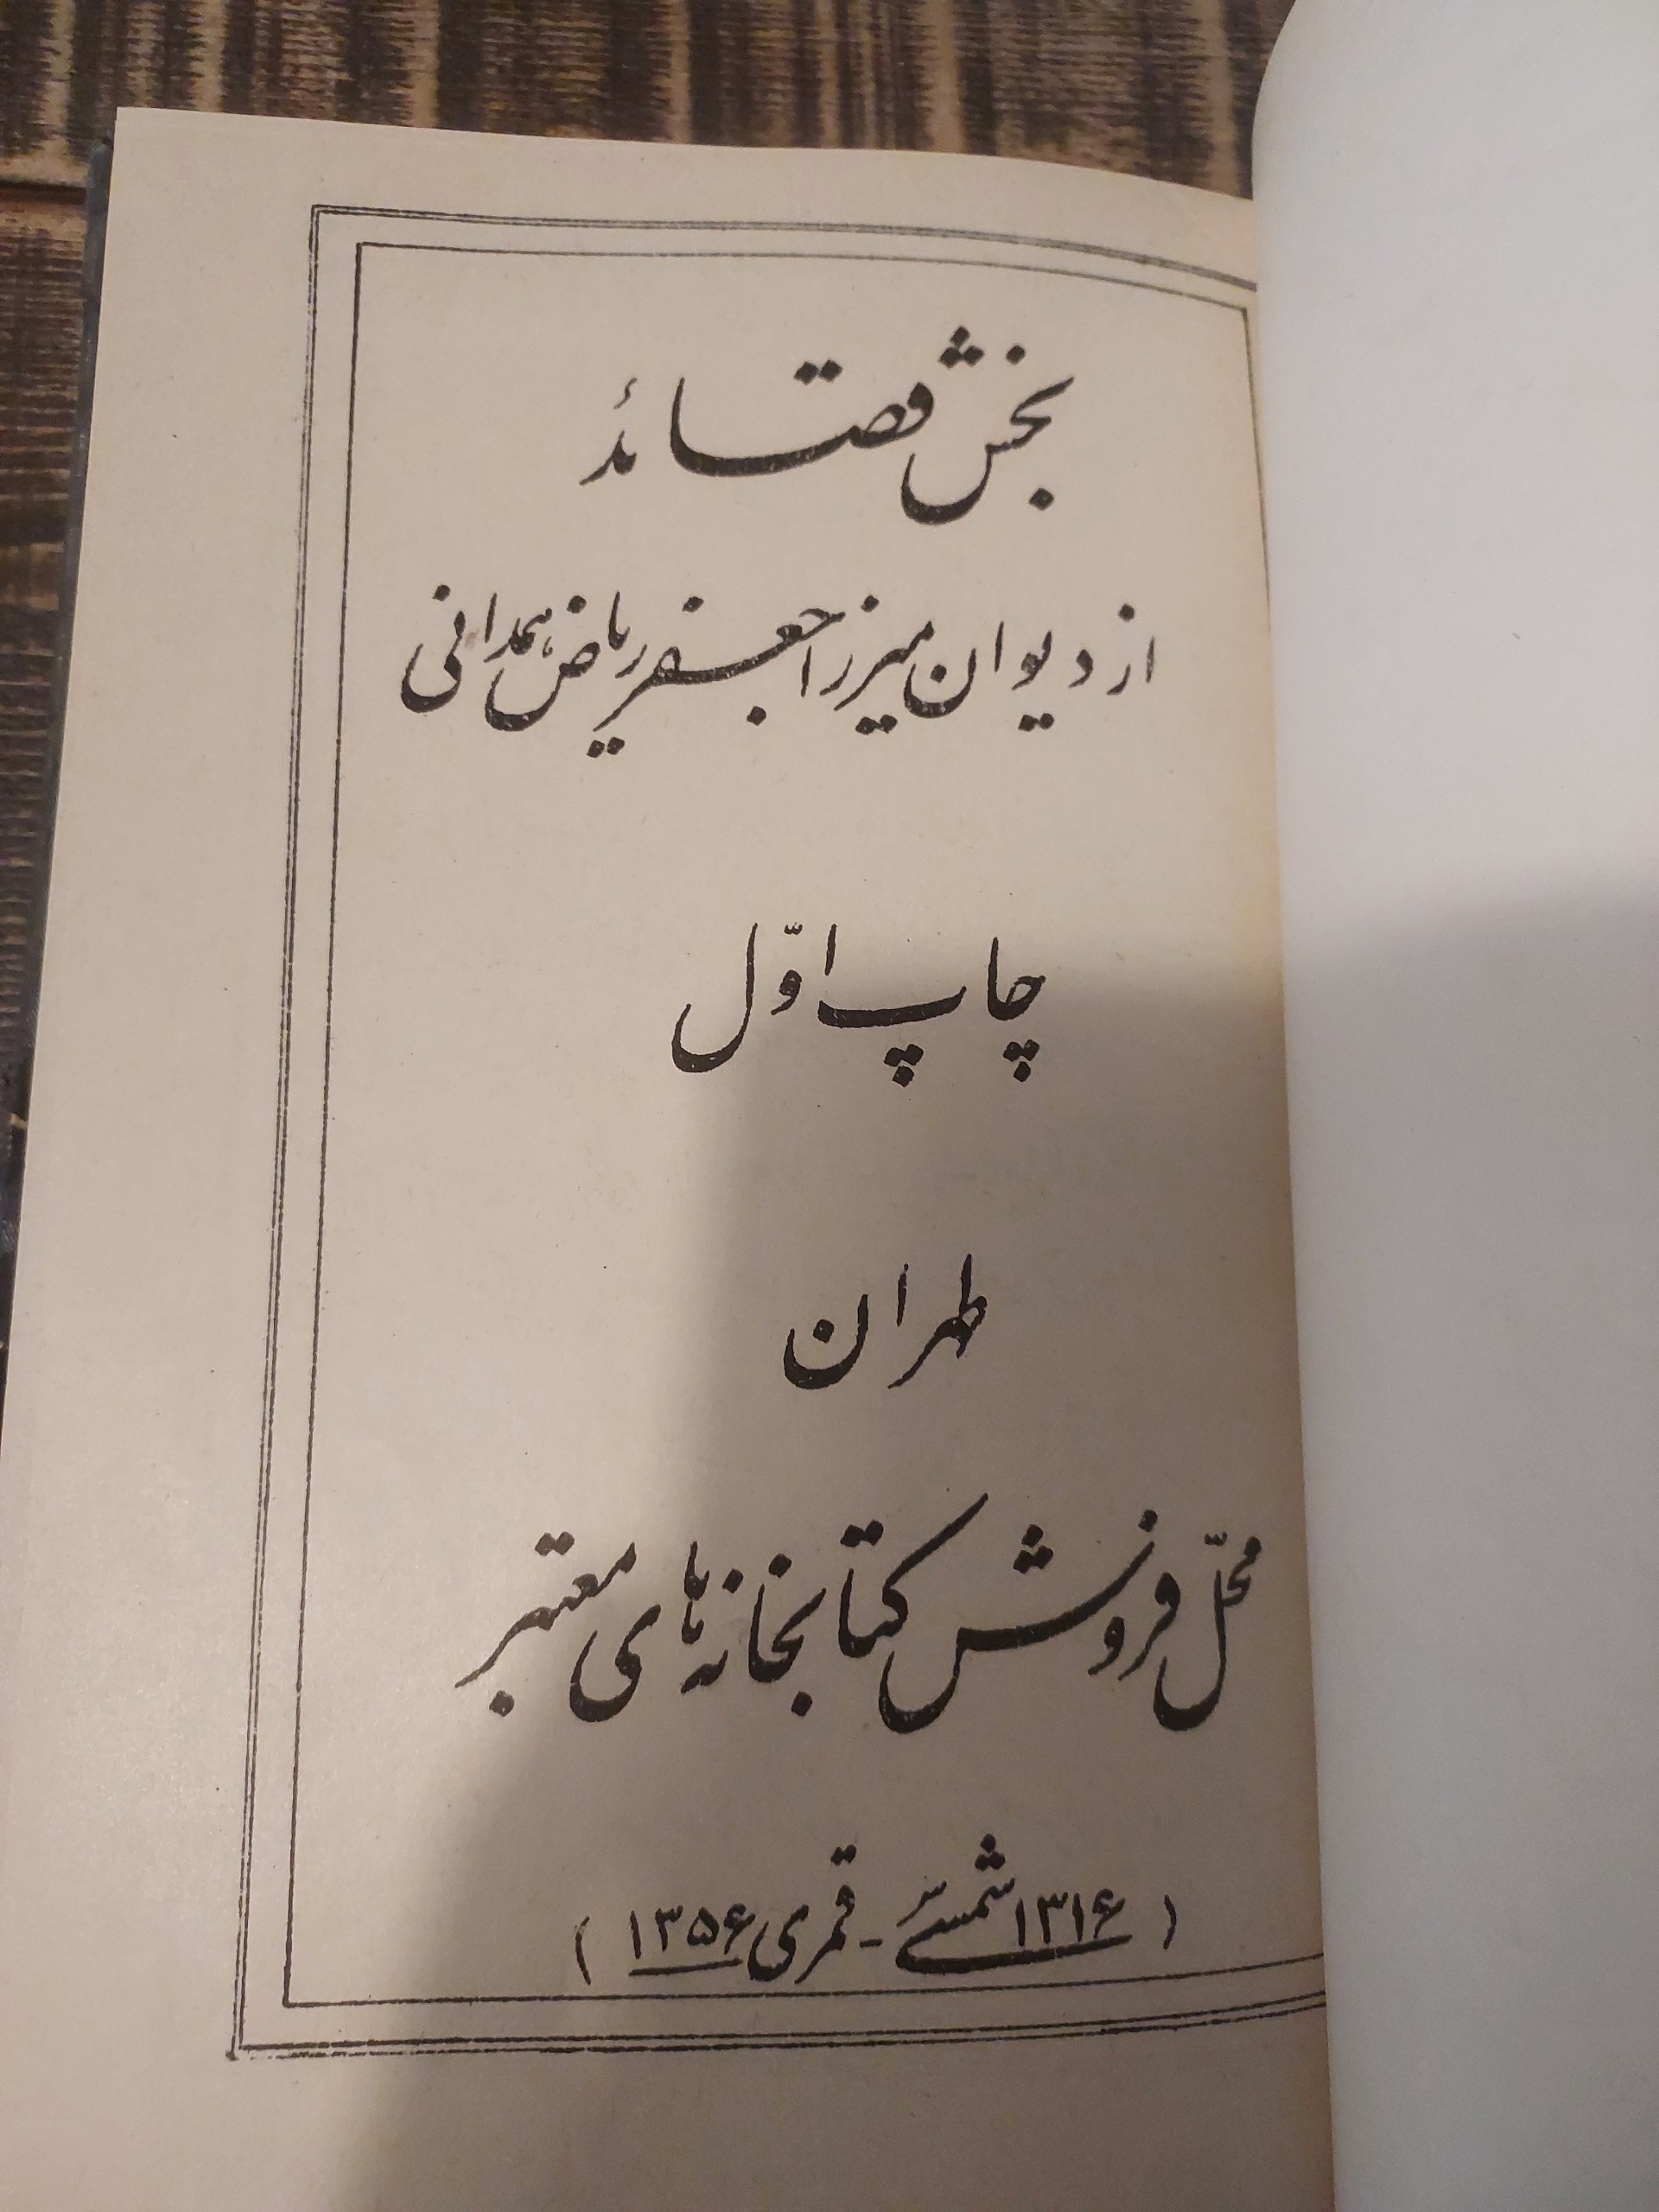 بخش قصائد
از دیوان میرزا جعفر ریاض همدانی
چاپ اوّل
طهران
محلّ فروش کتابخانه های معتبر
( ۱۳۱۶ شمسی - قمری ۱۳۵۶ )